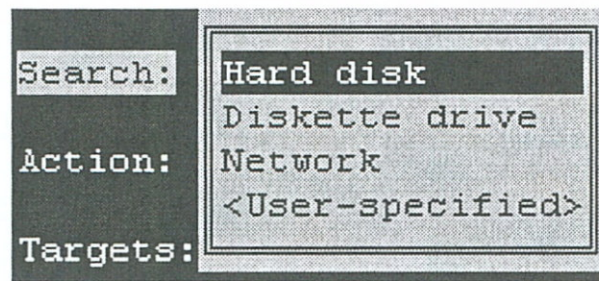 Search:
Hard disk
Diskette drive
Action:
Network
<User-specified>
Targets: